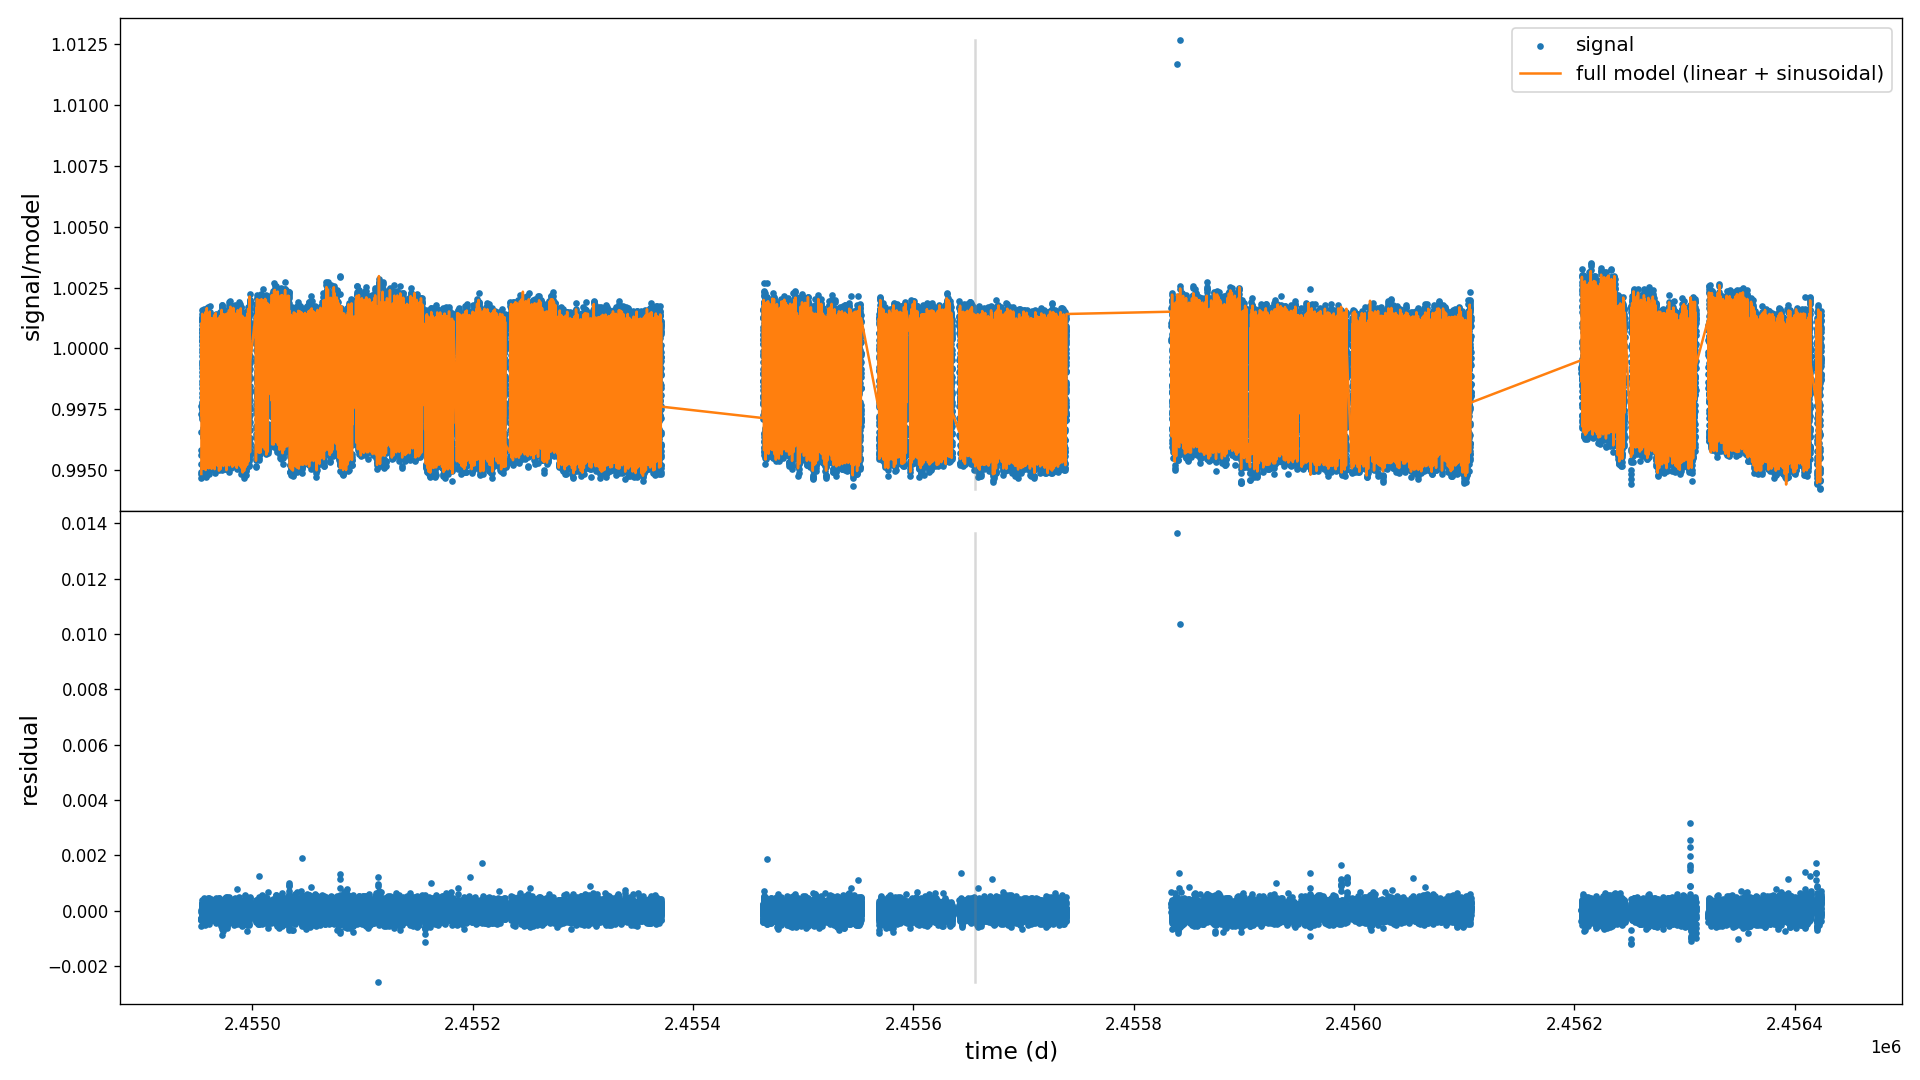 signal/model
1.0125
1.0100
1.0075
1.0050
1.0025
1.0000
0.9975
0.9950
signal
full model (linear + sinusoidal)
residual
0.014
0.012
0.010
0.008
0.006
0.004
0.002
0.000
−0.002
2.4550 2.4552 2.4554 2.4556 2.4558 2.4560 2.4562 2.4564
1e6
time (d)